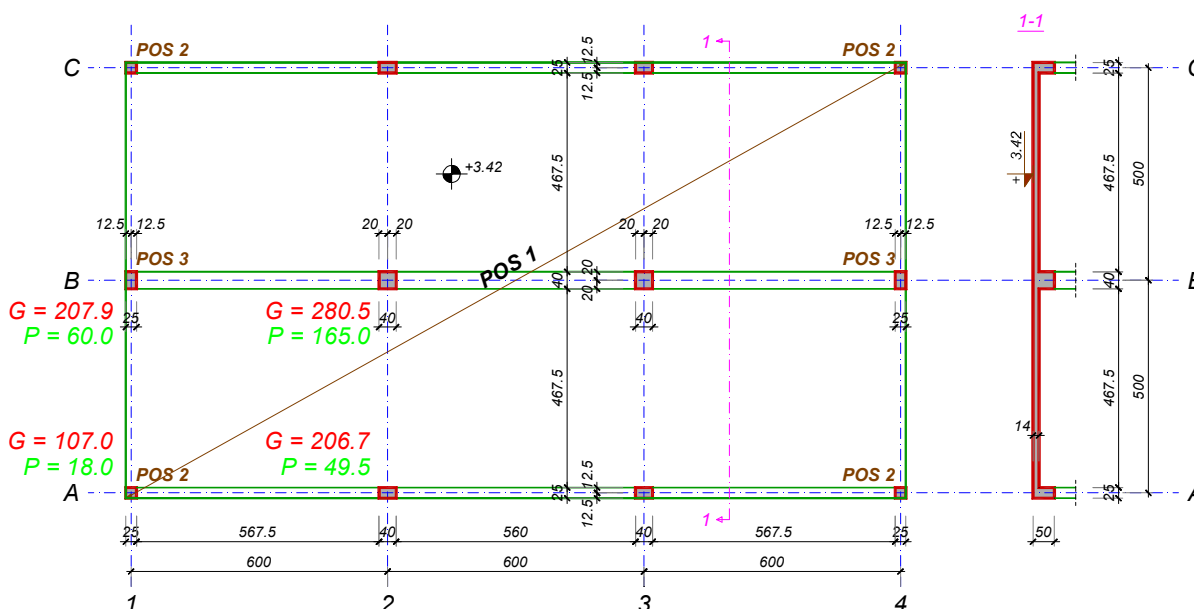 1-1
POS 2
1
POS 2
C
25
12.5
12.5
25
C
+3.42
467.5
+ 3.42
467.5
500
12.5
12.5
20
20
20
20
12.5
12.5
POS 3
POS 1
POS 3
B
20
40
20
40
B
G = 207.9
P = 60.0
25
G = 280.5
P = 165.0
40
40
25
467.5
467.5
500
14
G = 107.0
P = 18.0
G = 206.7
P = 49.5
POS 2
POS 2
A
12.5
25
12.5
25
A
1
25
567.5
40
560
40
567.5
25
50
600
600
600
1
2
3
4